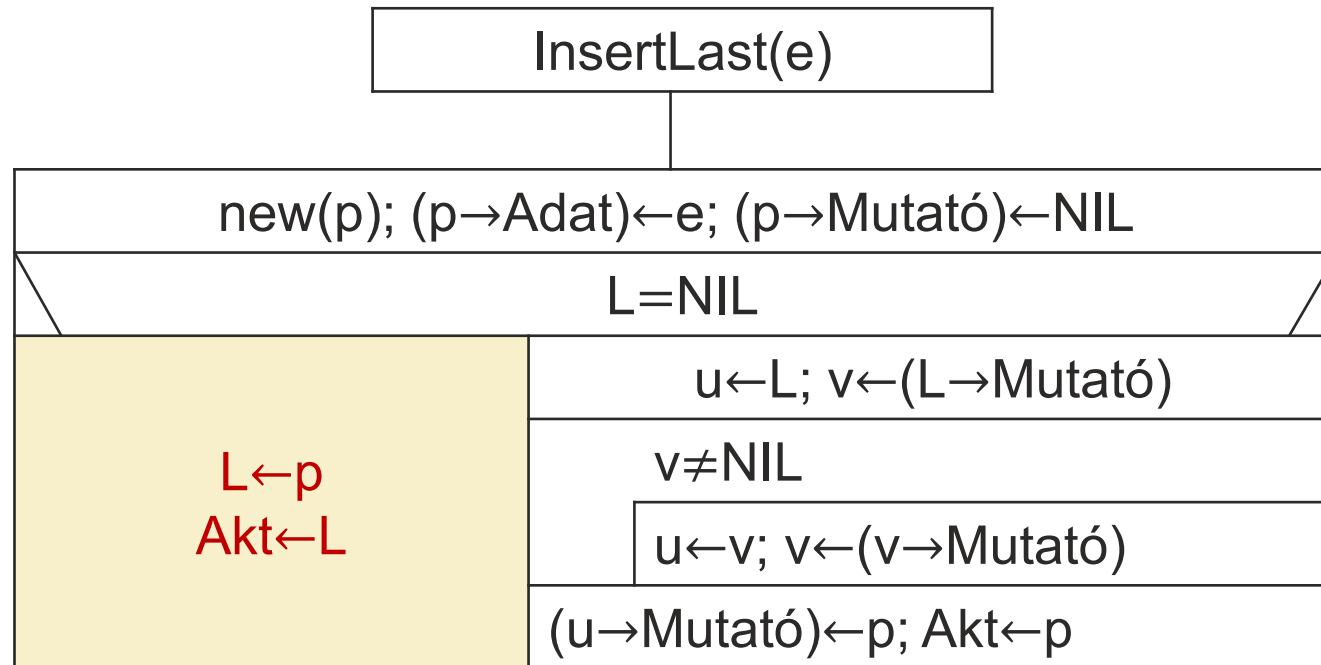 InsertLast(e)
new(p); (p→Adat)←e; (p→Mutató)←NIL
L=NIL
L←p
Akt←L
u←L; v←(L→Mutató)
v≠NIL
u←v; v←(v→Mutató)
(u→Mutató)←p; Akt←p